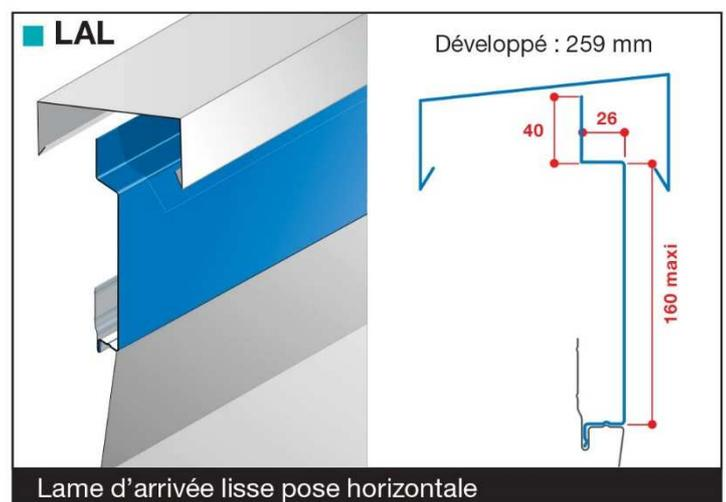 LAL
Développé : 259 mm
40
26
160 maxi
Lame d'arrivée lisse pose horizontale